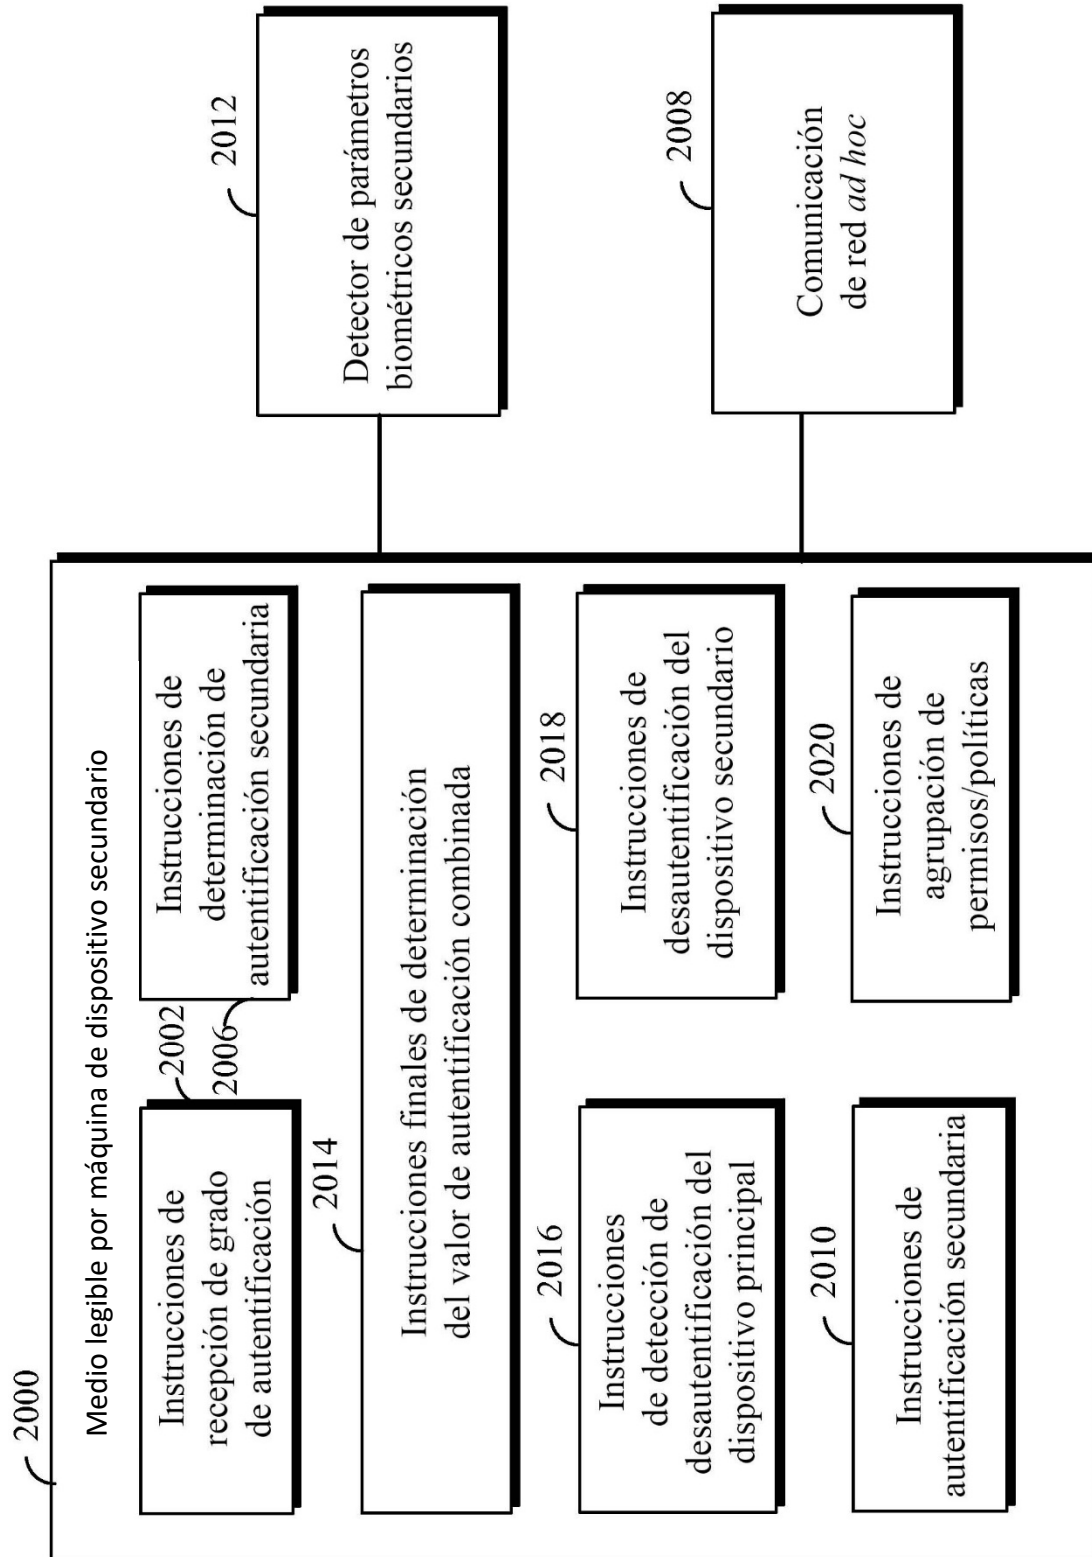 2000
Medio legible por máquina de dispositivo secundario
Instrucciones de
recepción de grado
de autentificación
2002
2006
Instrucciones de
determinación de
autentificación secundaria
2012
Detector de parámetros
biométricos secundarios
2014
Instrucciones finales de determinación
del valor de autentificación combinada
2016
Instrucciones
de detección de
desautentificación del
dispositivo principal
2018
Instrucciones de
desautentificación del
dispositivo secundario
2008
Comunicación
de red ad hoc
2010
Instrucciones de
autentificación secundaria
2020
Instrucciones de
agrupación de
permisos/políticas